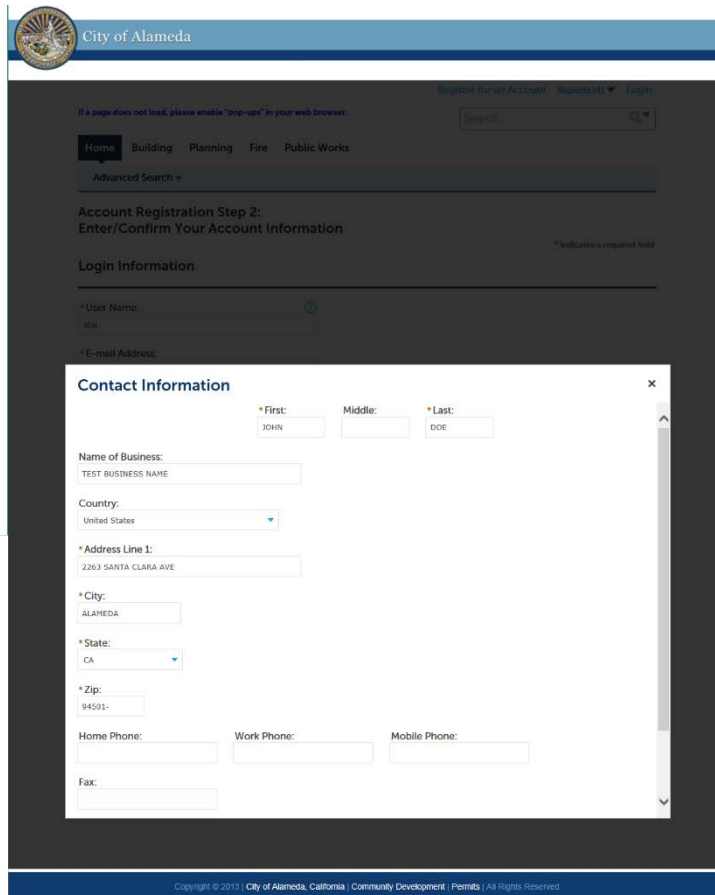 City of Alameda
Register for an Account Reports (4) Login
If a page does not load, please enable "pop-ups" in your web browser.
Search...
Home Building Planning Fire Public Works
Advanced Search
Account Registration Step 2:
Enter/Confirm Your Account Information
* indicates a required field.
Login Information
* User Name:
* E-mail Address:
Contact Information ×
* First: Middle: * Last:
JOHN DOE
Name of Business:
TEST BUSINESS NAME
Country:
United States
* Address Line 1:
2263 SANTA CLARA AVE
* City:
ALAMEDA
* State:
CA
* Zip:
94501-
Home Phone: Work Phone: Mobile Phone:
Fax:
Copyright © 2013 | City of Alameda, California | Community Development | Permits | All Rights Reserved